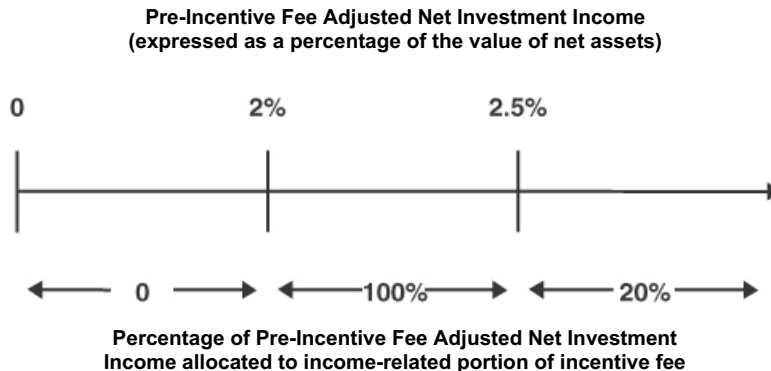 Pre-Incentive Fee Adjusted Net Investment Income
(expressed as a percentage of the value of net assets)
0 2% 2.5%
0 100% 20%
Percentage of Pre-Incentive Fee Adjusted Net Investment
Income allocated to income-related portion of incentive fee